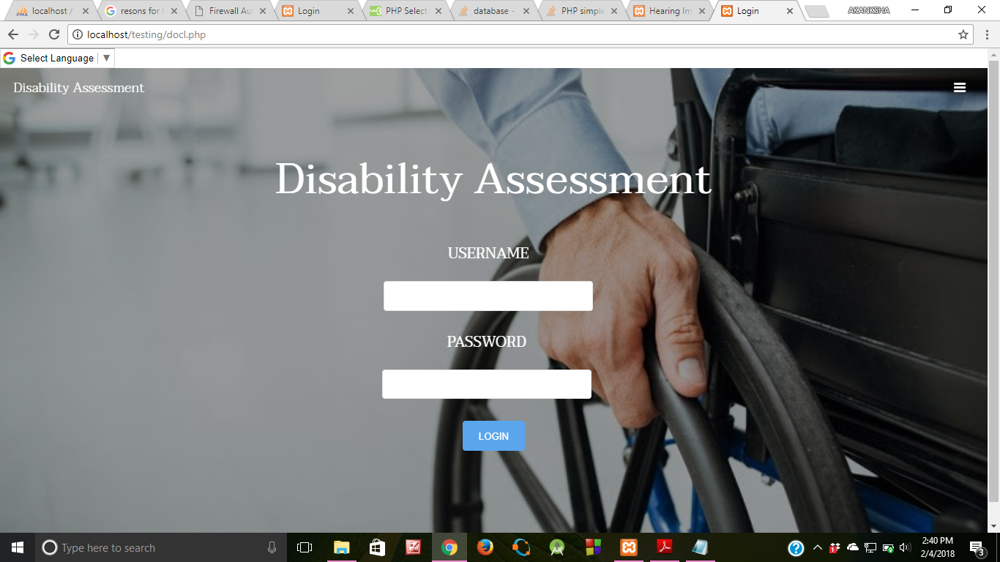 localhost /
resons for
Firewall Au
Login
PHP Select
database -
PHP simple
Hearing Im
Login
AKANKSHA
localhost/testing/docl.php
Select Language
Disability Assessment
Disability Assessment
USERNAME
PASSWORD
LOGIN
Type here to search
2:40 PM
2/4/2018
3